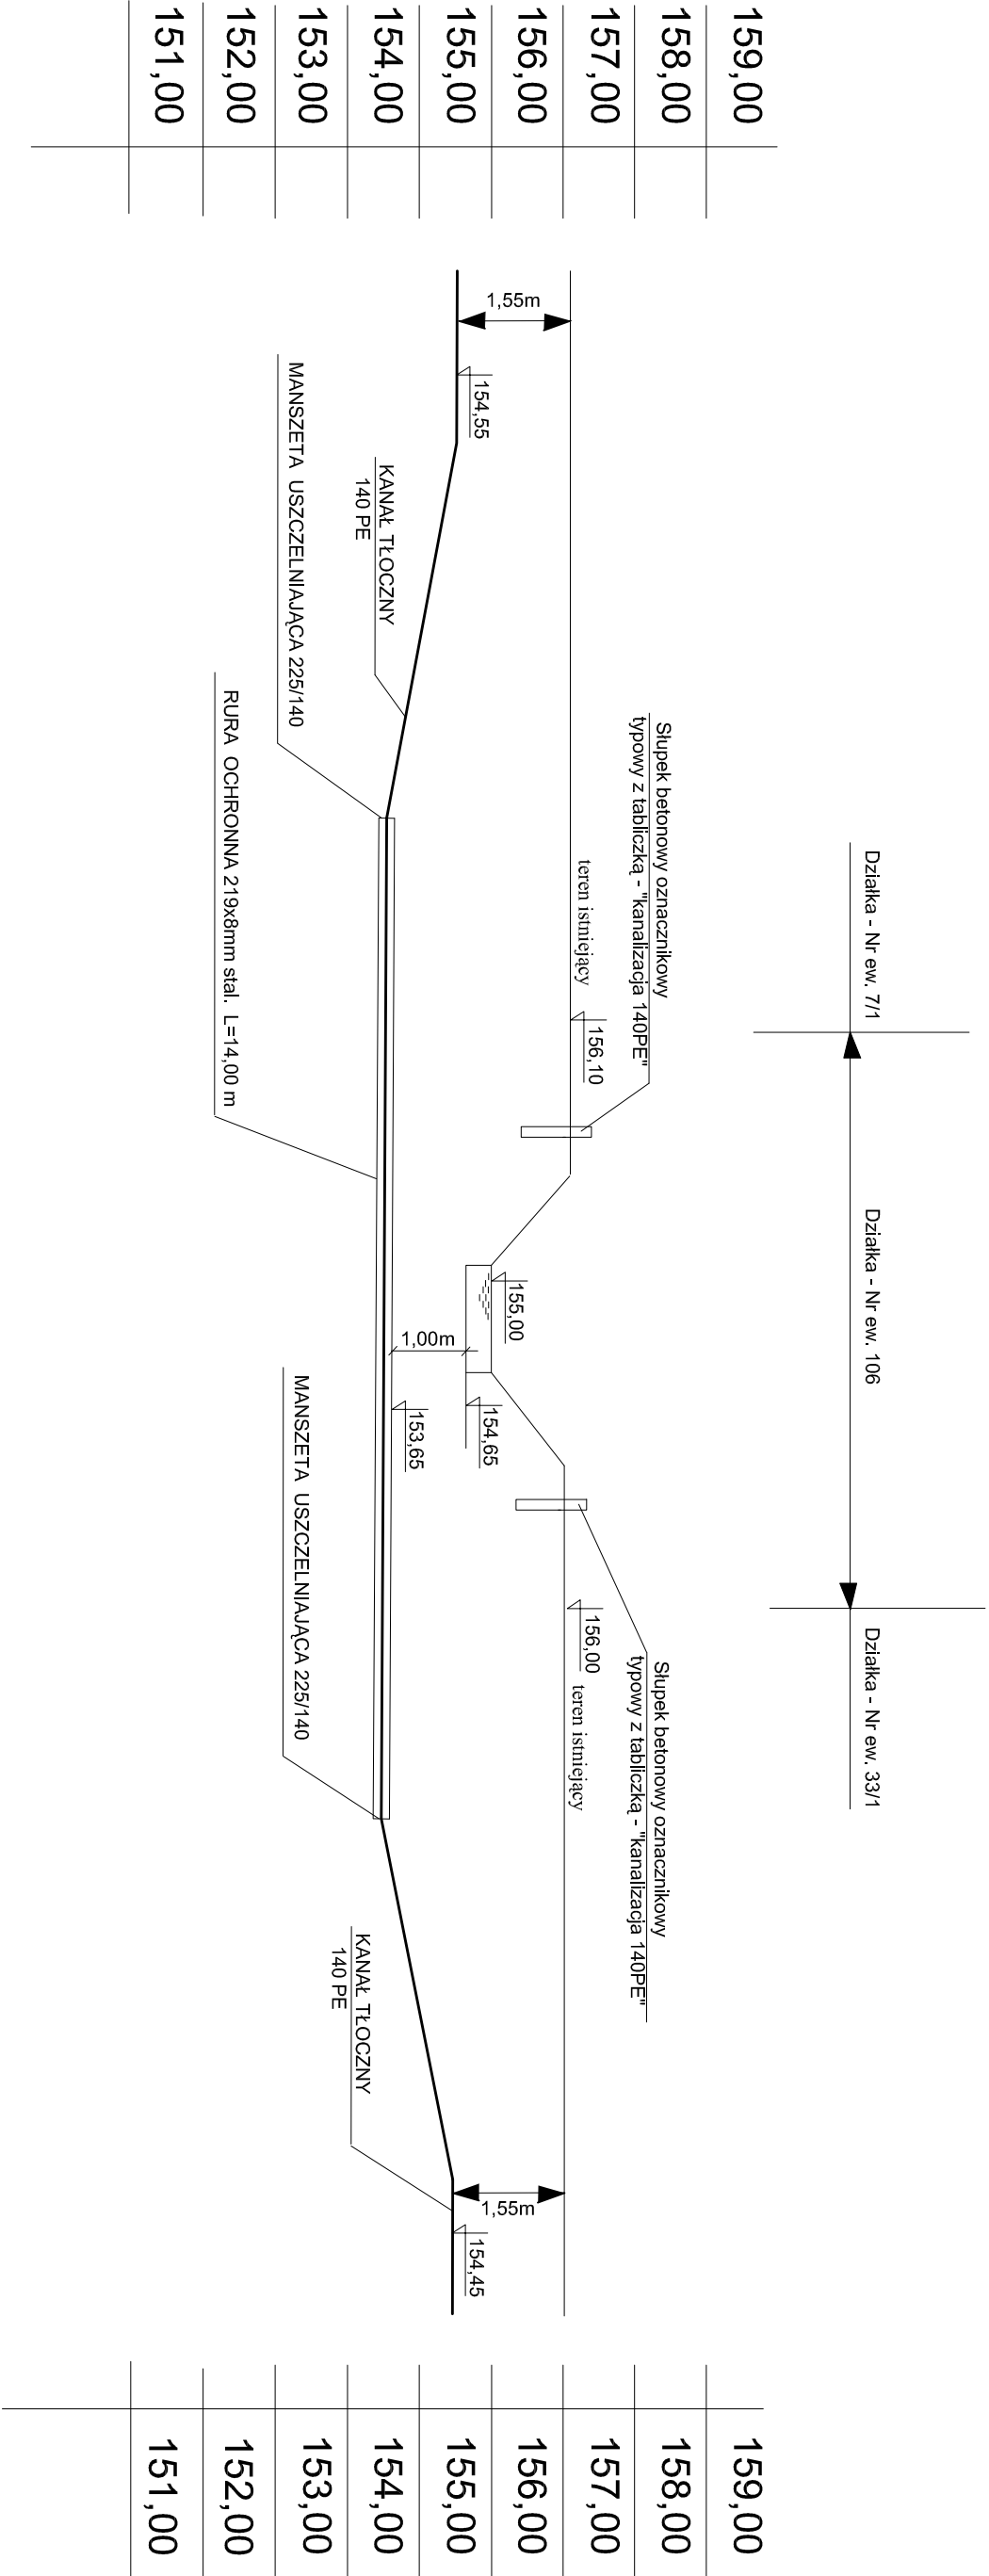 159,00
158,00
157,00
156,00
155,00
154,00
153,00
152,00
151,00
Działka - Nr ew. 7/1
Działka - Nr ew. 106
Działka - Nr ew. 33/1
Słupek betonowy oznacznikowy
typowy z tabliczką - "kanalizacja 140PE"
Słupek betonowy oznacznikowy
typowy z tabliczką - "kanalizacja 140PE"
teren istniejący
156,10
156,00
teren istniejący
1,55m
154,55
155,00
1,00m
154,65
153,65
1,55m
154,45
KANAŁ TŁOCZNY
140 PE
KANAŁ TŁOCZNY
140 PE
MANSZETA USZCZELNIAJĄCA 225/140
MANSZETA USZCZELNIAJĄCA 225/140
RURA OCHRONNA 219x8mm stal. L=14,00 m
159,00
158,00
157,00
156,00
155,00
154,00
153,00
152,00
151,00